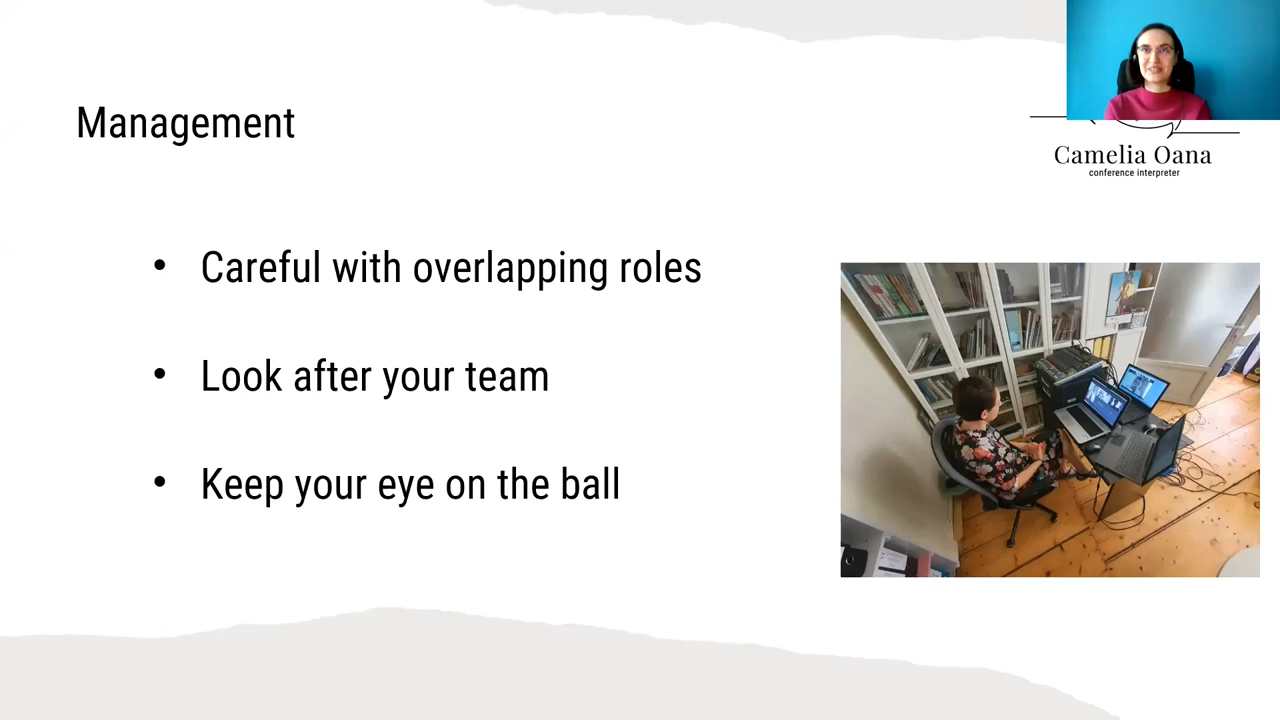 Management
Camelia Oana
conference interpreter
• Careful with overlapping roles
• Look after your team
• Keep your eye on the ball